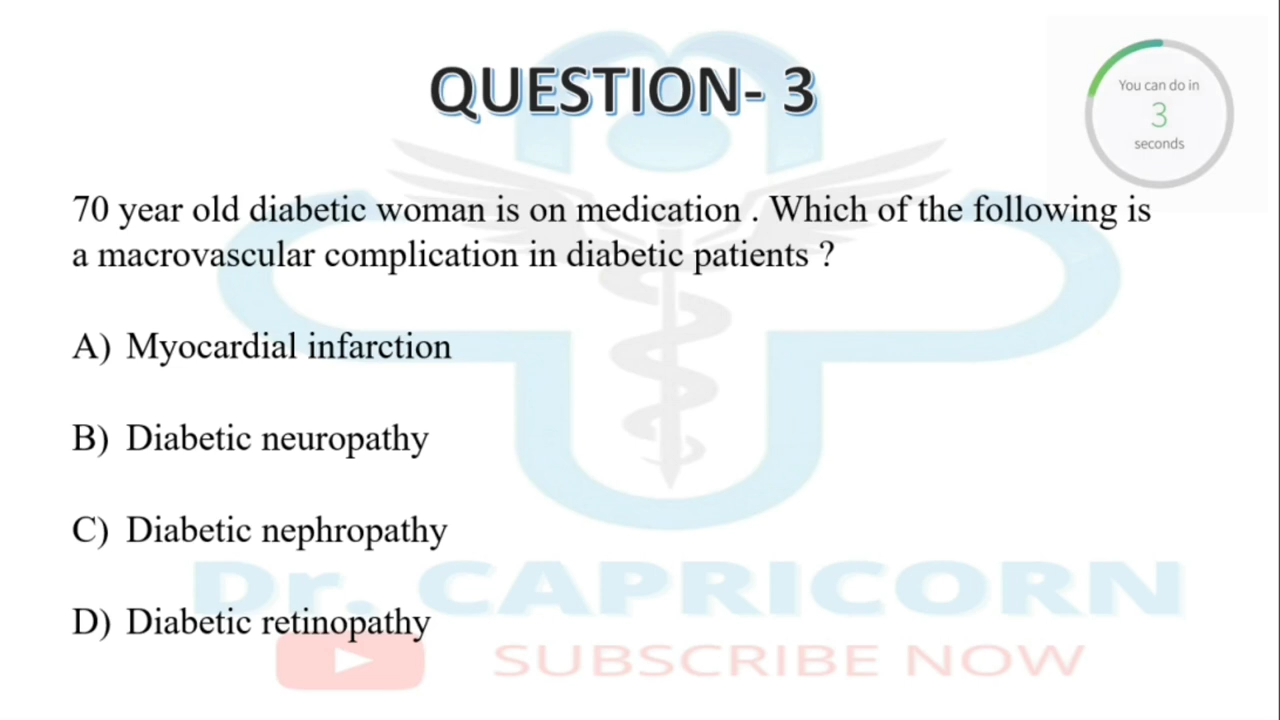 QUESTION- 3
You can do in
3
seconds
70 year old diabetic woman is on medication . Which of the following is
a macrovascular complication in diabetic patients ?
A) Myocardial infarction
B) Diabetic neuropathy
C) Diabetic nephropathy
D) Diabetic retinopathy
Dr. CAPRICORN
SUBSCRIBE NOW